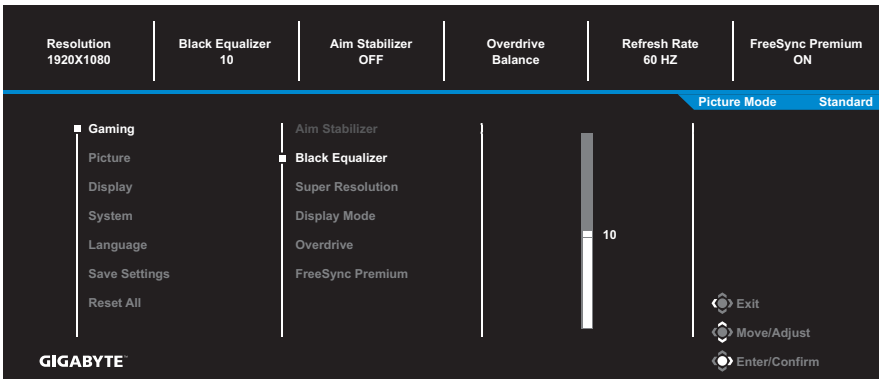 Resolution
1920X1080
Black Equalizer
10
Aim Stabilizer
OFF
Overdrive
Balance
Refresh Rate
60 HZ
FreeSync Premium
ON
Picture Mode Standard
Gaming
Picture
Display
System
Language
Save Settings
Reset All
Aim Stabilizer
Black Equalizer
Super Resolution
Display Mode
Overdrive
FreeSync Premium
10
Exit
Move/Adjust
Enter/Confirm
GIGABYTE™